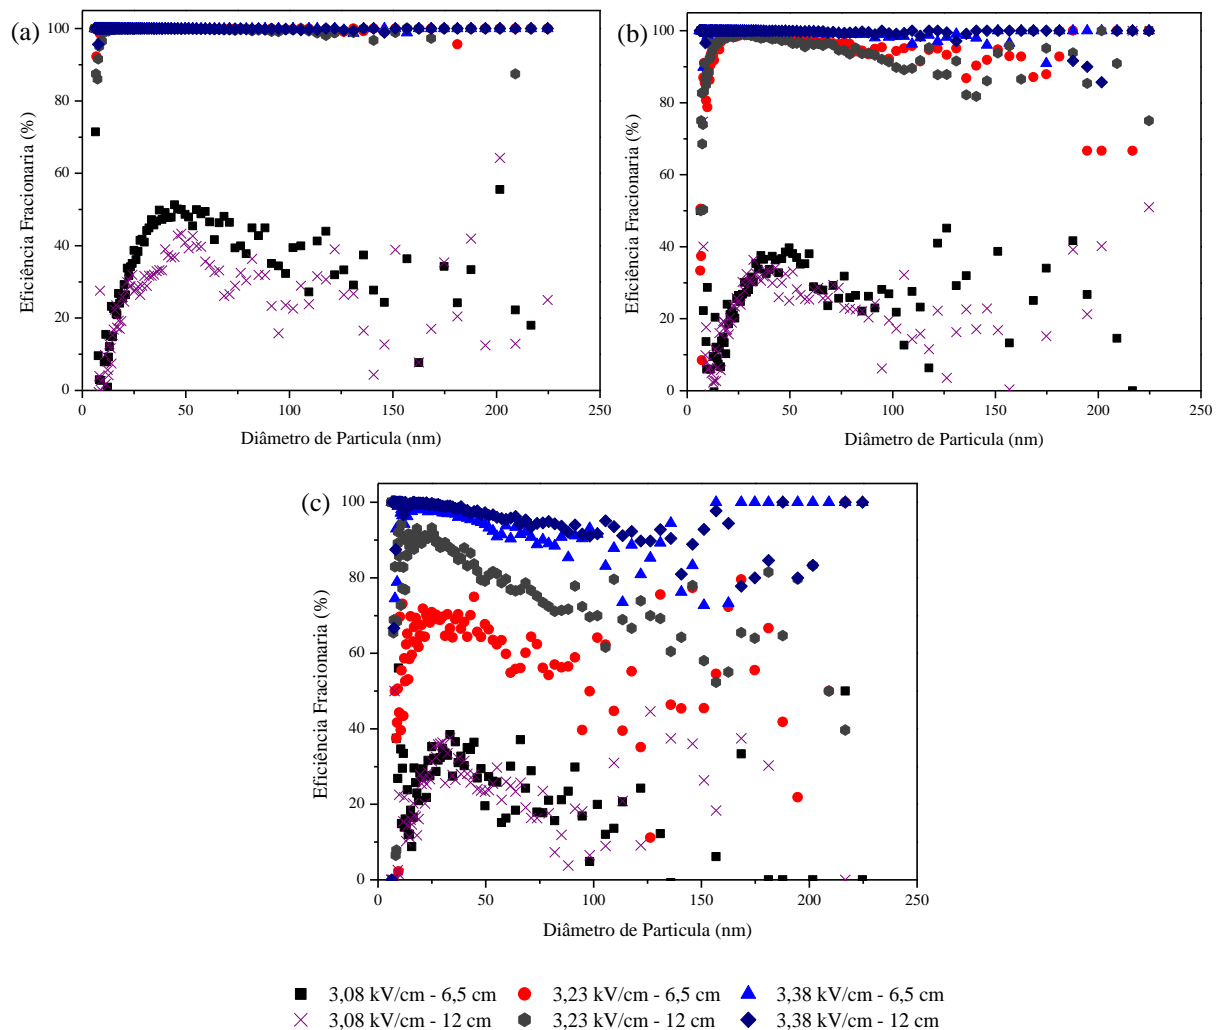 (a)
100
80
60
40
20
0
Eficiência Fracionaria (%)
0 50 100 150 200 250
Diâmetro de Particula (nm)
(b)
100
80
60
40
20
0
Eficiência Fracionaria (%)
0 50 100 150 200 250
Diâmetro de Particula (nm)
(c)
100
80
60
40
20
0
Eficiência Fracionaria (%)
0 50 100 150 200 250
Diâmetro de Particula (nm)
3,08 kV/cm - 6,5 cm 3,23 kV/cm - 6,5 cm 3,38 kV/cm - 6,5 cm
3,08 kV/cm - 12 cm 3,23 kV/cm - 12 cm 3,38 kV/cm - 12 cm